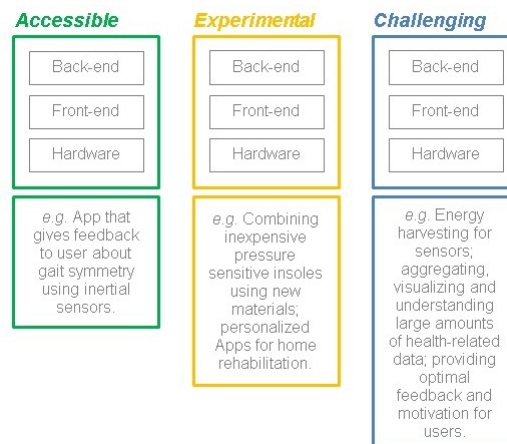 Accessible
Back-end
Front-end
Hardware
e.g. App that
gives feedback
to user about
gait symmetry
using inertial
sensors.
Experimental
Back-end
Front-end
Hardware
e.g. Combining
inexpensive
pressure
sensitive insoles
using new
materials;
personalized
Apps for home
rehabilitation.
Challenging
Back-end
Front-end
Hardware
e.g. Energy
harvesting for
sensors;
aggregating,
visualizing and
understanding
large amounts
of health-related
data; providing
optimal
feedback and
motivation for
users.